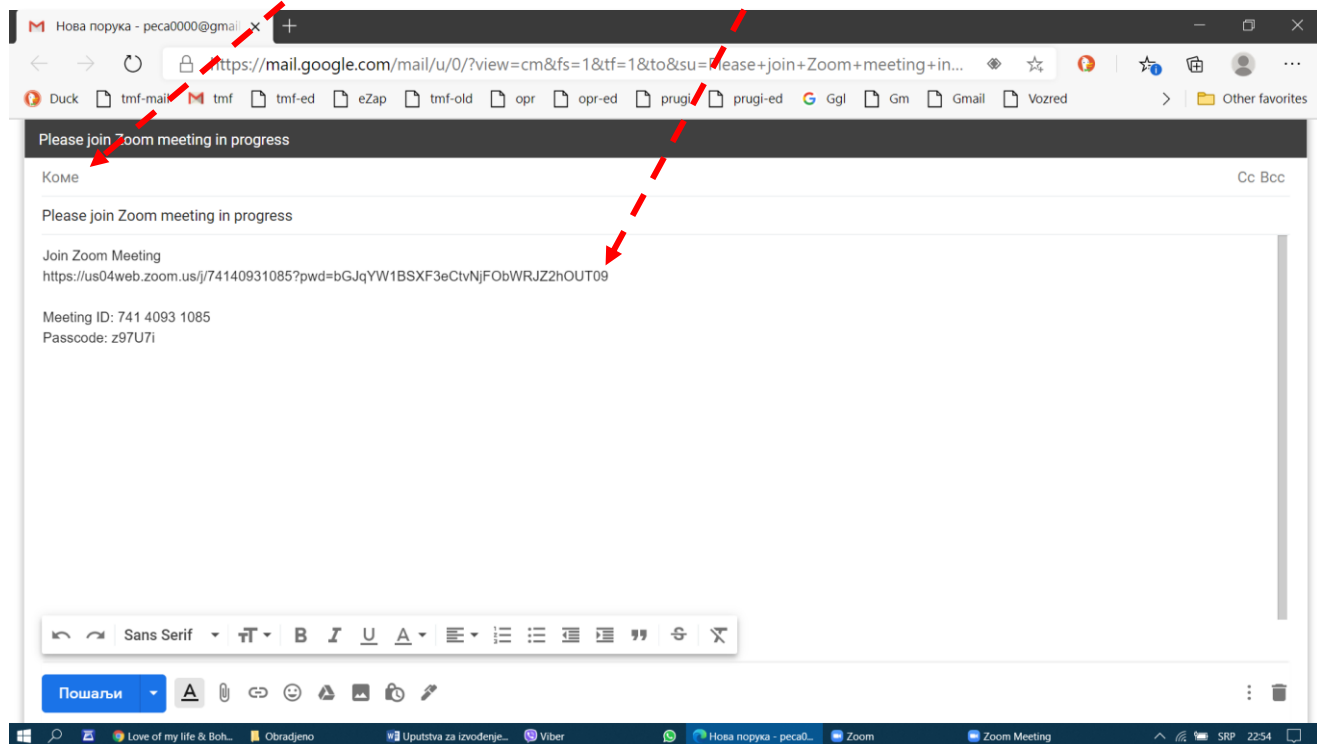 Нова порука - peca0000@gmai
https://mail.google.com/mail/u/0/?view=cm&fs=1&tf=1&to&su=Please+join+Zoom+meeting+in...
Duck tmf-mail tmf tmf-ed eZap tmf-old opr opr-ed prugi prugi-ed G Ggl Gm Gmail Vozred Other favorites
Please join Zoom meeting in progress
Коме Cc Bcc
Please join Zoom meeting in progress
Join Zoom Meeting
https://us04web.zoom.us/j/74140931085?pwd=bGJqYW1BSXF3eCtvNjFObWRJZ2hOUT09
Meeting ID: 741 4093 1085
Passcode: z97U7i
Sans Serif B I U A
Пошаљи A
Love of my life & Boh... Obradjeno Uputstva za izvođenje... Viber Нова порука - peca0... Zoom Zoom Meeting SRP 22:54